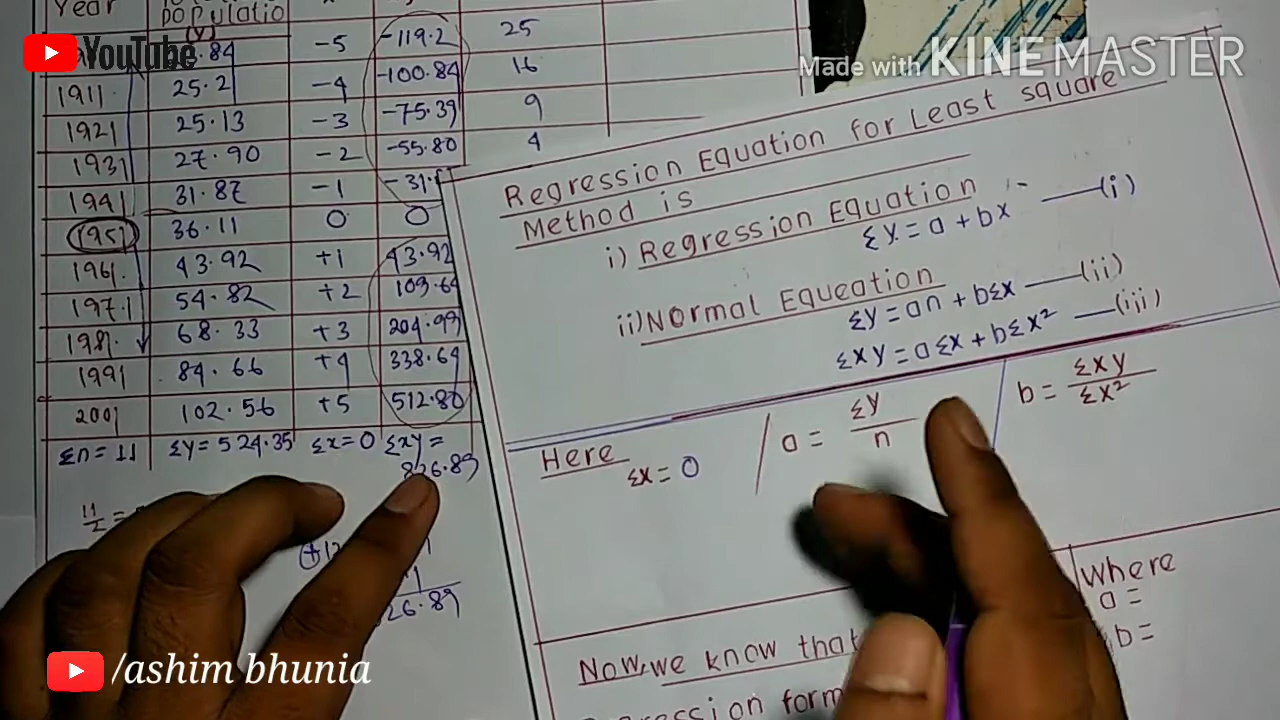 Year
populatio
(y)
-5 -119.2 25
.84
1911 25.21 -4 -100.84 16
1921 25.13 -3 -75.39 9
1931 27.90 -2 -55.80 4
1941 31.87 -1
1951 36.11 0 0
1961 43.92 +1 43.92
1971 54.82 +2 109.64
1981 68.33 +3 204.99
1991 84.66 +4 338.64
2001 102.56 +5 512.80
Σn = 11 Σy = 524.35 Σx = 0 Σxy =
826.89
26.89
Regression Equation for Least square
Method is
i) Regression Equation :-
Σy = a + bx —(i)
ii) Normal Equeation
Σy = an + bΣx —(ii)
Σxy = aΣx + bΣx² —(iii)
Here
Σx = 0
a = Σy/n
b = Σxy/Σx²
Where
a =
b =
Now, we know that
form
YouTube
Made with KINEMASTER
/ashim bhunia